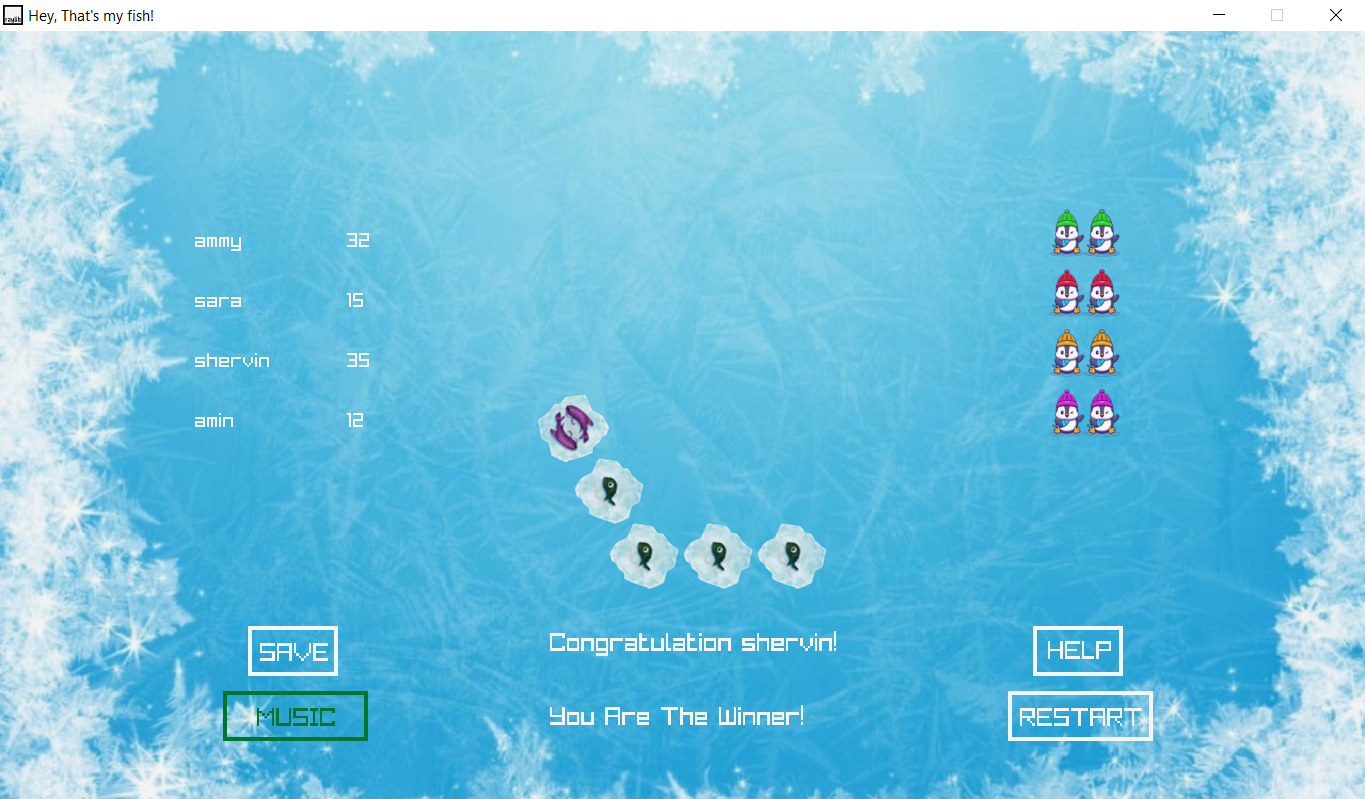 raylib
Hey, That's my fish!
ammy 32
sara 15
shervin 35
amin 12
SAVE
Congratulation shervin!
HELP
MUSIC
You Are The Winner!
RESTART